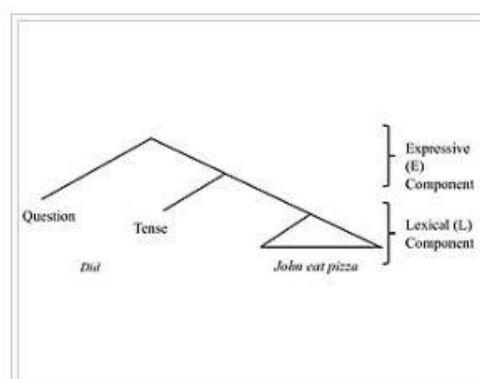 Expressive
(E)
Component
Question
Tense
Lexical (L)
Component
Did
John eat pizza